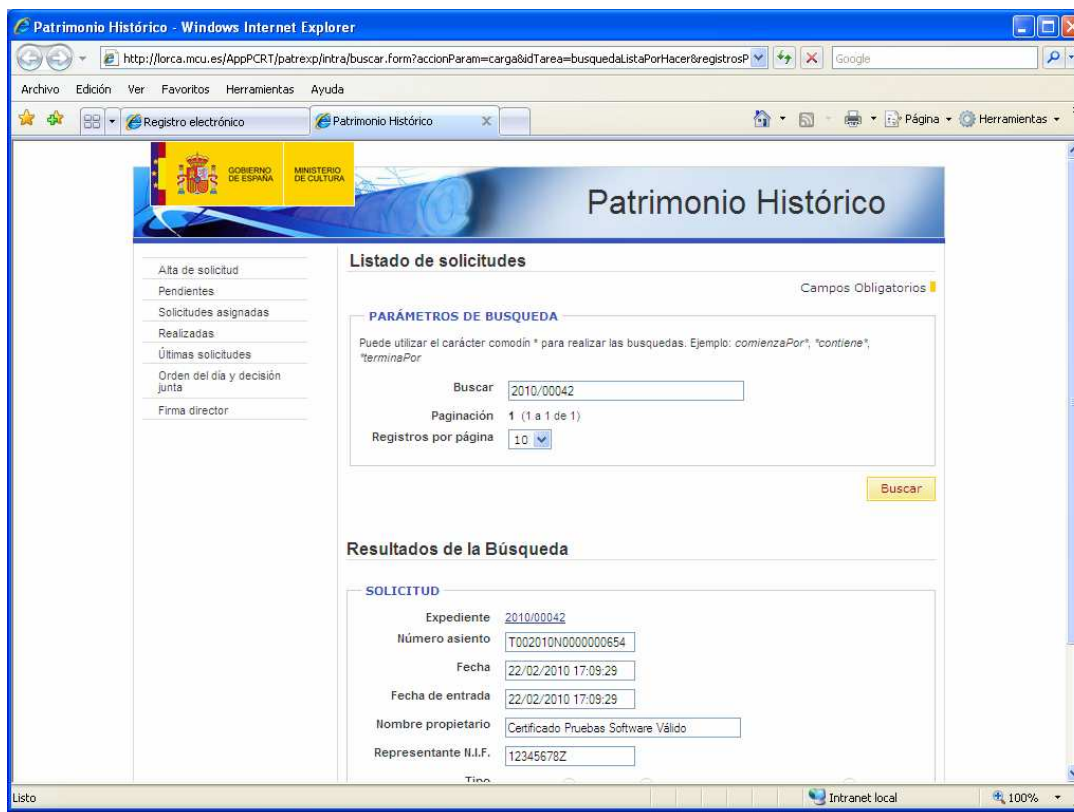 Patrimonio Histórico - Windows Internet Explorer
http://lorca.mcu.es/AppPCRT/patrexp/intra/buscar.form?accionParam=carga&idTarea=busquedaListaPorHacer&registrosP
Google
Archivo Edición Ver Favoritos Herramientas Ayuda
Registro electrónico
Patrimonio Histórico
Página
Herramientas
GOBIERNO DE ESPAÑA
MINISTERIO DE CULTURA
Patrimonio Histórico
Alta de solicitud
Pendientes
Solicitudes asignadas
Realizadas
Últimas solicitudes
Orden del día y decisión
junta
Firma director
Listado de solicitudes
Campos Obligatorios
PARÁMETROS DE BUSQUEDA
Puede utilizar el carácter comodín * para realizar las busquedas. Ejemplo: comienzaPor*, *contiene*,
*terminaPor
Buscar 2010/00042
Paginación 1 (1 a 1 de 1)
Registros por página 10
Buscar
Resultados de la Búsqueda
SOLICITUD
Expediente 2010/00042
Número asiento T002010N0000000654
Fecha 22/02/2010 17:09:29
Fecha de entrada 22/02/2010 17:09:29
Nombre propietario Certificado Pruebas Software Válido
Representante N.I.F. 12345678Z
Tipo
Listo
Intranet local
100%